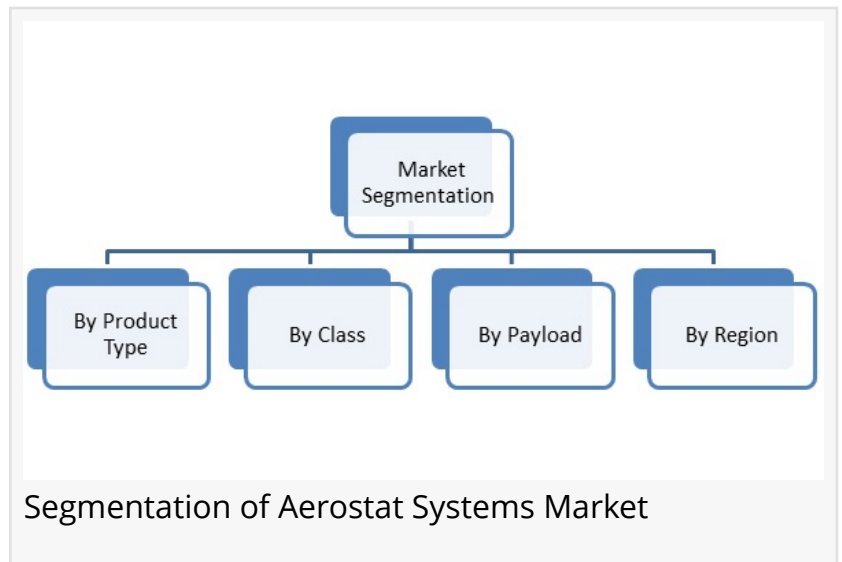 Market
Segmentation
By Product
Type
By Class
By Payload
By Region
Segmentation of Aerostat Systems Market